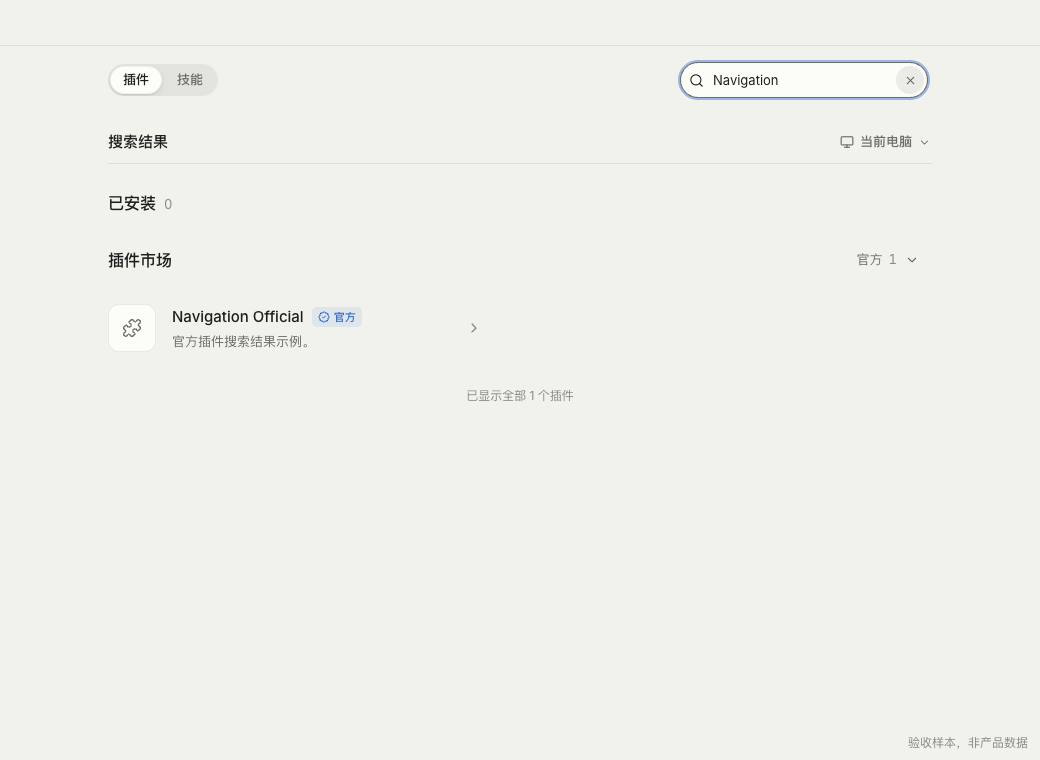 插件 技能 Navigation
搜索结果 当前电脑
已安装 0
插件市场 官方 1
Navigation Official 官方
官方插件搜索结果示例。
已显示全部 1 个插件
验收样本，非产品数据